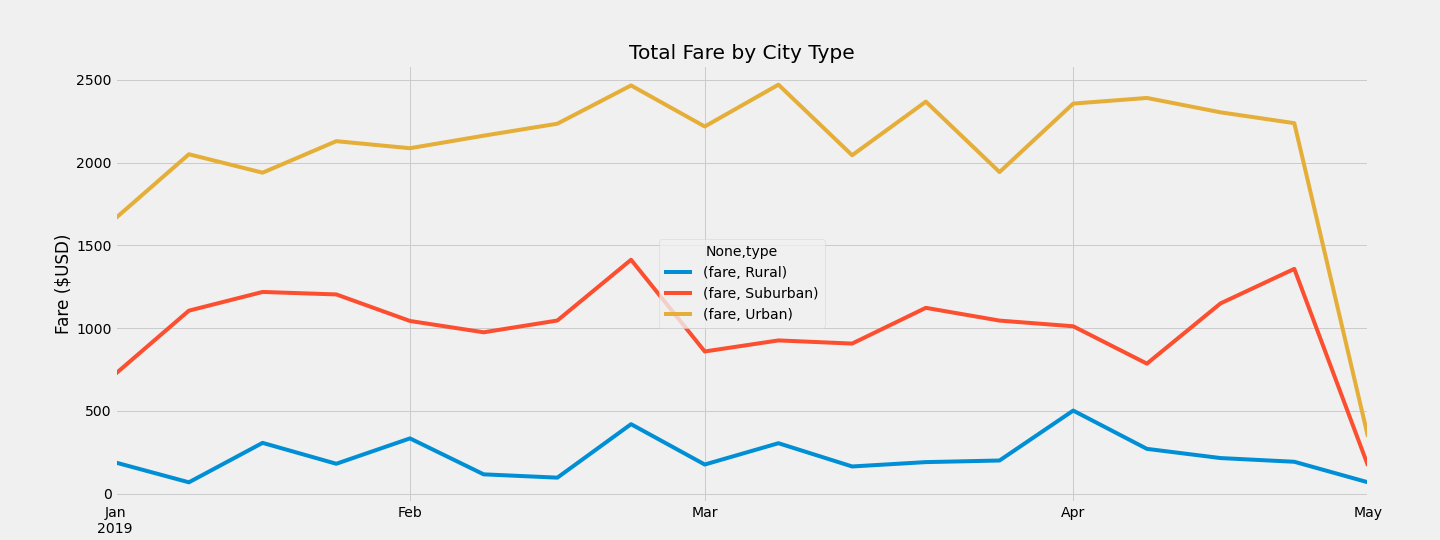 Total Fare by City Type
Fare ($USD)
2500
2000
1500
1000
500
0
None,type
(fare, Rural)
(fare, Suburban)
(fare, Urban)
Jan Feb Mar Apr May
2019